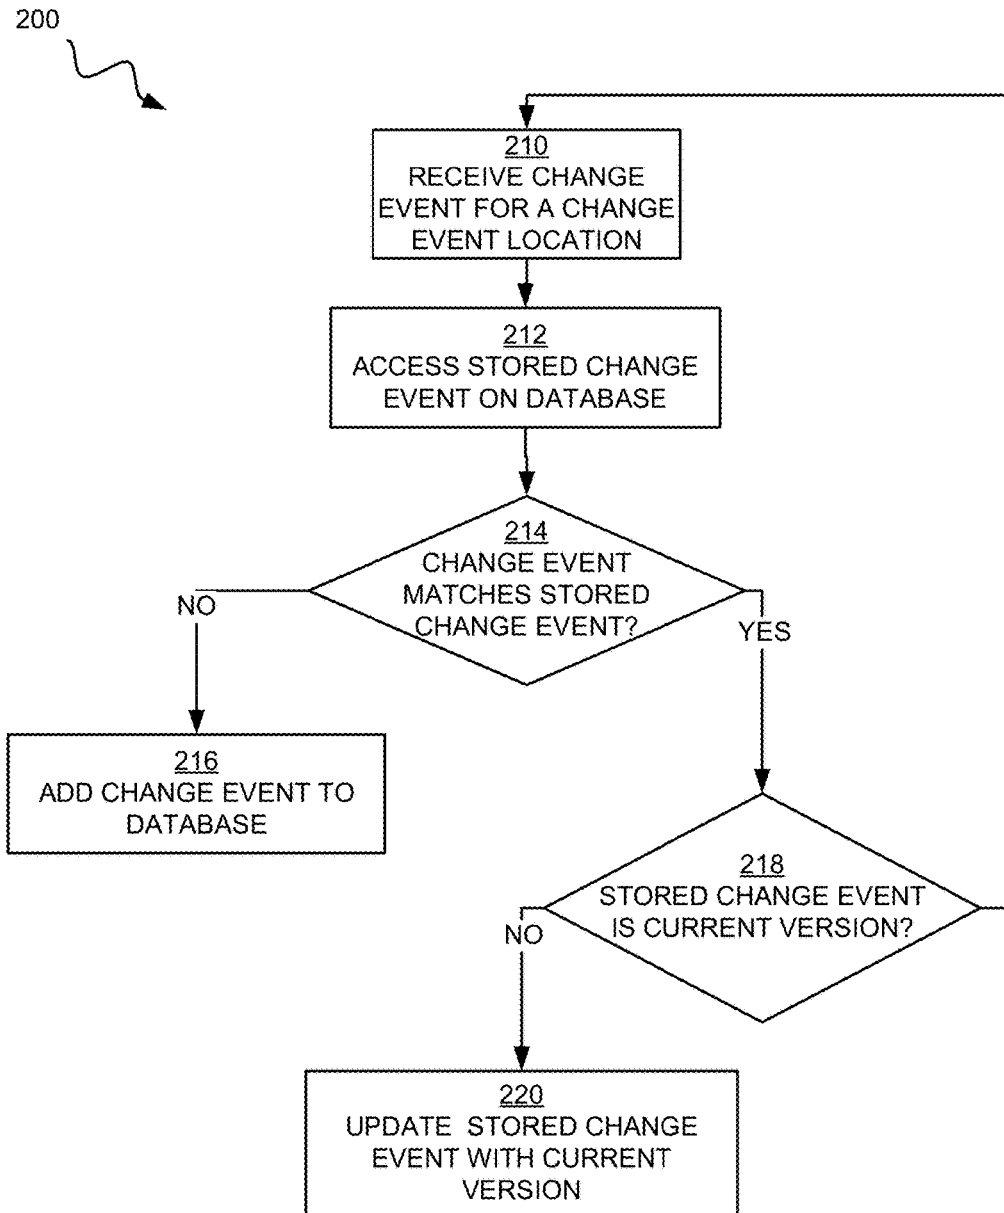 200
210
RECEIVE CHANGE
EVENT FOR A CHANGE
EVENT LOCATION
212
ACCESS STORED CHANGE
EVENT ON DATABASE
214
CHANGE EVENT
MATCHES STORED
CHANGE EVENT?
NO
YES
216
ADD CHANGE EVENT TO
DATABASE
218
STORED CHANGE EVENT
IS CURRENT VERSION?
NO
220
UPDATE STORED CHANGE
EVENT WITH CURRENT
VERSION